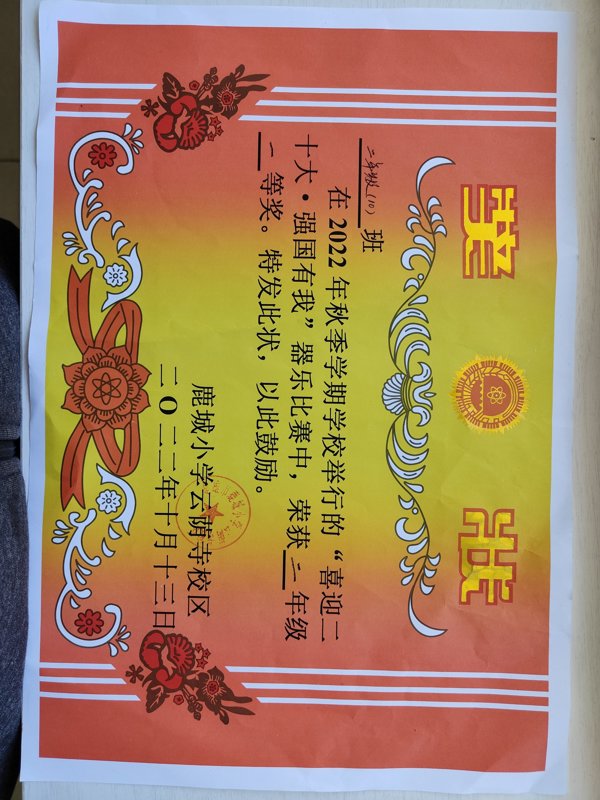 奖状
二年级(10)班
在2022年秋季学期学校举行的“喜迎二
十大·强国有我”器乐比赛中，荣获二年级
一等奖。特发此状，以此鼓励。
鹿城小学云荫寺校区
二〇二二年十月十三日